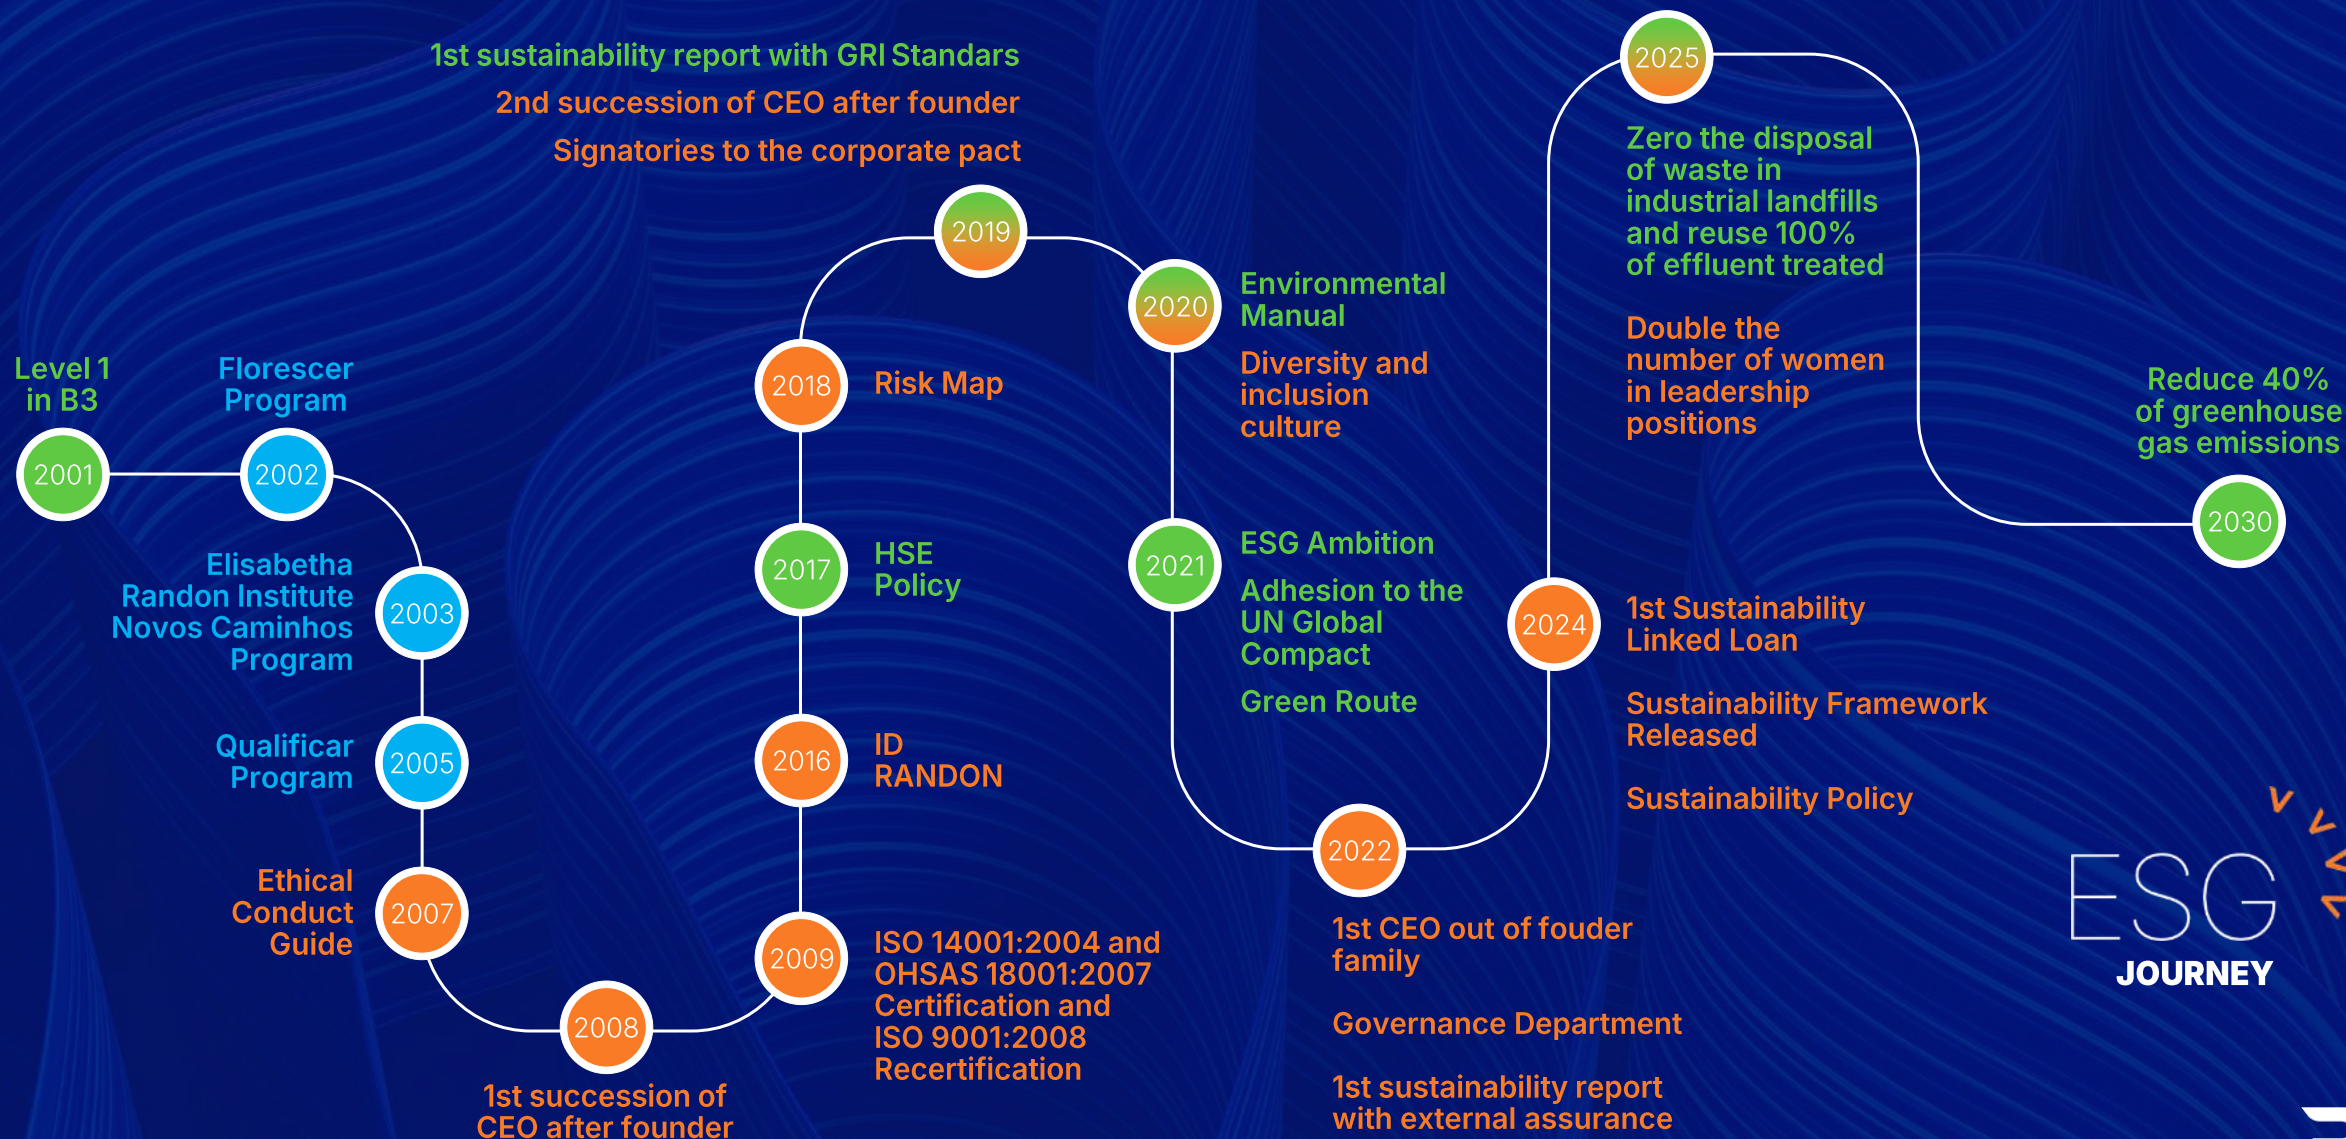 Level 1
in B3
2001
Florescer
Program
2002
Elisabetha
Randon Institute
Novos Caminhos
Program
2003
Qualificar
Program
2005
Ethical
Conduct
Guide
2007
2008
1st succession of
CEO after founder
2009
ISO 14001:2004 and
OHSAS 18001:2007
Certification and
ISO 9001:2008
Recertification
2016
ID
RANDON
2017
HSE
Policy
2018
Risk Map
1st sustainability report with GRI Standars
2nd succession of CEO after founder
Signatories to the corporate pact
2019
2020
Environmental
Manual
Diversity and
inclusion
culture
2021
ESG Ambition
Adhesion to the
UN Global
Compact
Green Route
2022
1st CEO out of fouder
family
Governance Department
1st sustainability report
with external assurance
2024
1st Sustainability
Linked Loan
Sustainability Framework
Released
Sustainability Policy
2025
Zero the disposal
of waste in
industrial landfills
and reuse 100%
of effluent treated
Double the
number of women
in leadership
positions
Reduce 40%
of greenhouse
gas emissions
2030
ESG
JOURNEY